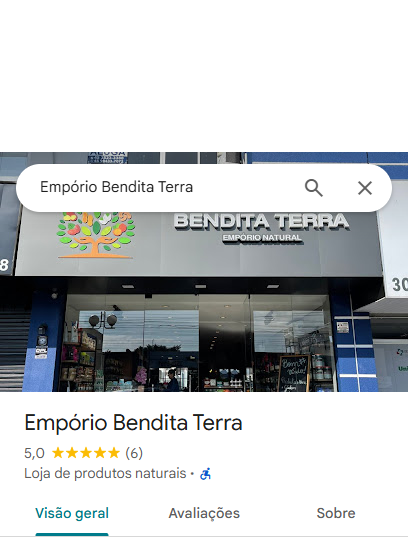 ALUGA
Empório Bendita Terra
BENDITA TERRA
EMPÓRIO NATURAL
8
30
Empório Bendita Terra
5,0 (6)
Loja de produtos naturais •
Visão geral
Avaliações
Sobre